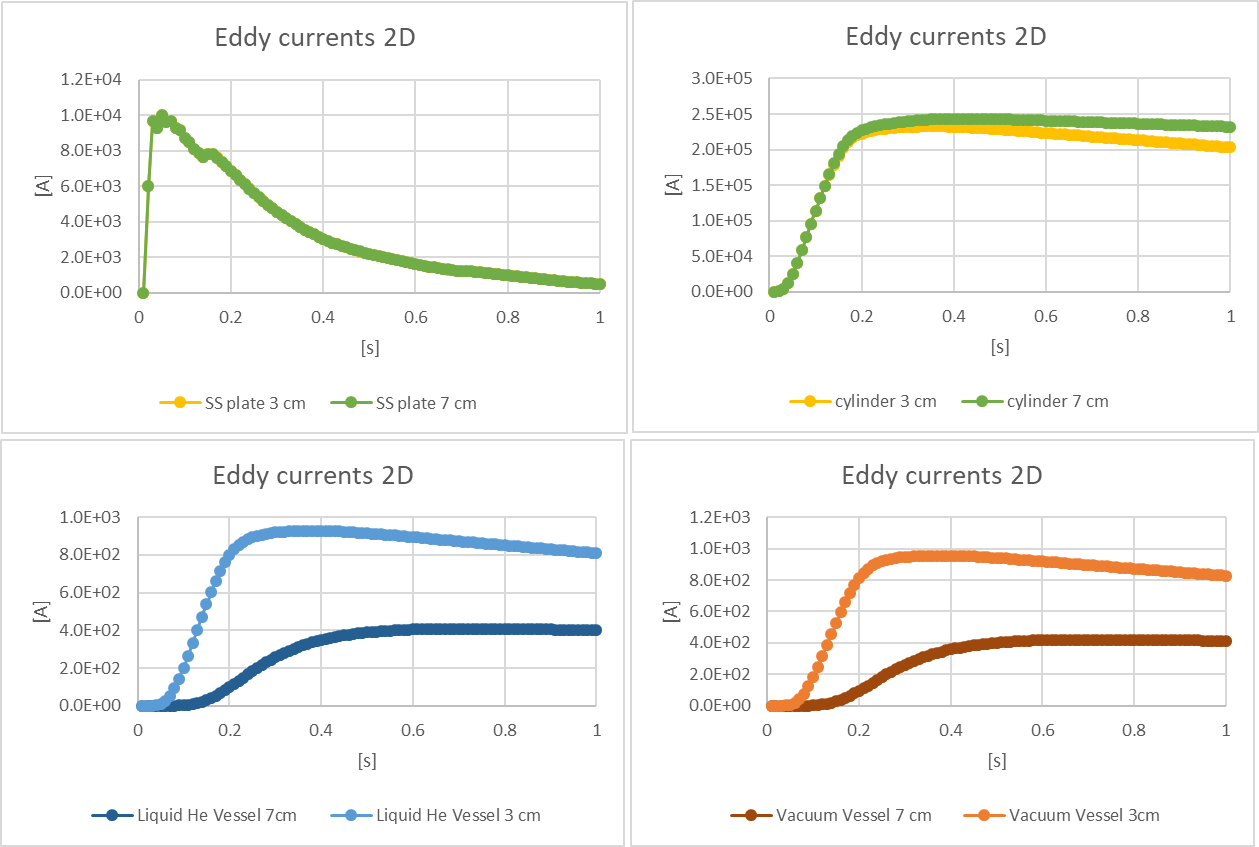 Eddy currents 2D
1.2E+04
1.0E+04
8.0E+03
6.0E+03
4.0E+03
2.0E+03
0.0E+00
[A]
0 0.2 0.4 0.6 0.8 1
[s]
SS plate 3 cm SS plate 7 cm
Eddy currents 2D
3.0E+05
2.5E+05
2.0E+05
1.5E+05
1.0E+05
5.0E+04
0.0E+00
[A]
0 0.2 0.4 0.6 0.8 1
[s]
cylinder 3 cm cylinder 7 cm
Eddy currents 2D
1.0E+03
8.0E+02
6.0E+02
4.0E+02
2.0E+02
0.0E+00
[A]
0 0.2 0.4 0.6 0.8 1
[s]
Liquid He Vessel 7cm Liquid He Vessel 3 cm
Eddy currents 2D
1.2E+03
1.0E+03
8.0E+02
6.0E+02
4.0E+02
2.0E+02
0.0E+00
[A]
0 0.2 0.4 0.6 0.8 1
[s]
Vacuum Vessel 7 cm Vacuum Vessel 3cm